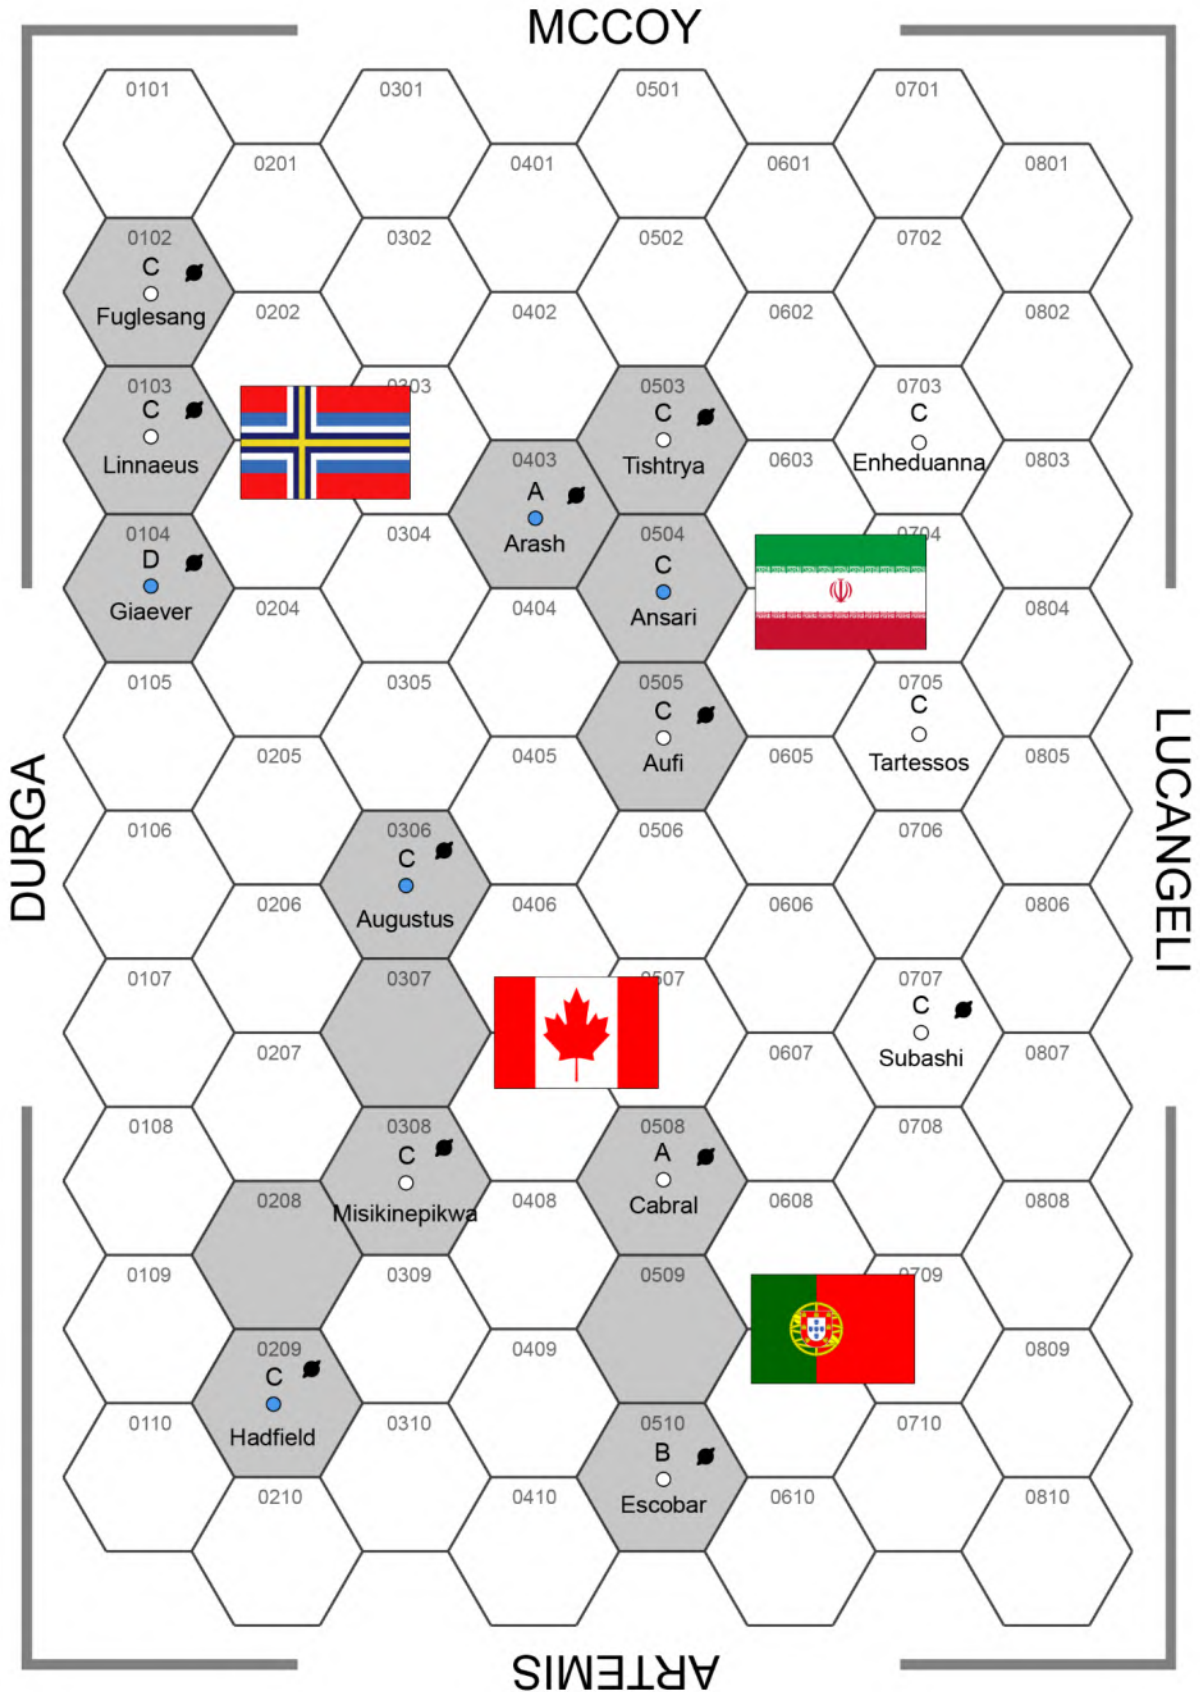 MCCOY
0101 0301 0501 0701
0201 0401 0601 0801
0102 0302 0502 0702
C
Fuglesang
0202 0402 0602 0802
0103 0303 0503 0703
C C C
Linnaeus Tishtrya Enheduanna
0403 0603 0803
A
Arash
0104 0304 0504 0704
D C
Giaever Ansari
0204 0404 0804
0105 0305 0505 0705
C C
Aufi Tartessos
0205 0405 0605 0805
DURGA
LUCANGELI
0106 0306 0506 0706
C
Augustus
0206 0406 0606 0806
0107 0307 0507 0707
C
Subashi
0207 0607 0807
0108 0308 0508 0708
C A
Misikinepikwa Cabral
0208 0408 0608 0808
0109 0309 0509 0709
0209 0409 0809
C
Hadfield
0110 0310 0510 0710
B
Escobar
0210 0410 0610 0810
ARTEMIS